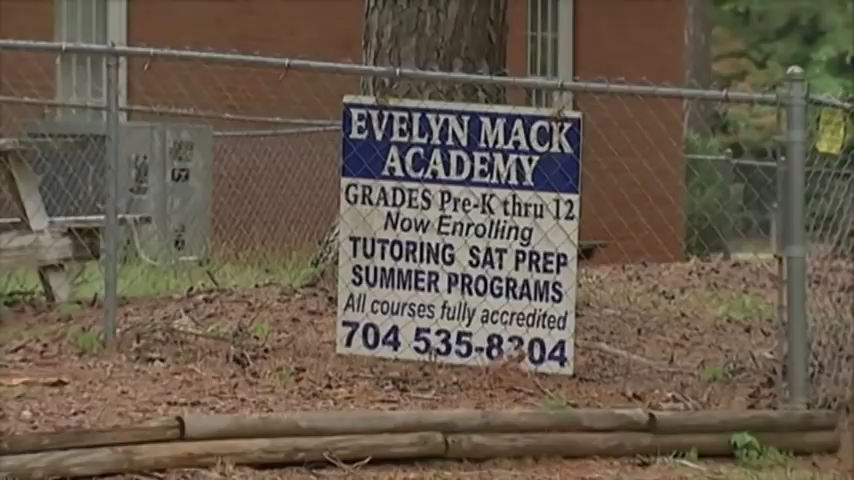 EVELYN MACK
ACADEMY
GRADES Pre-K thru 12
Now Enrolling
TUTORING SAT PREP
SUMMER PROGRAMS
All courses fully accredited
704 535-8304